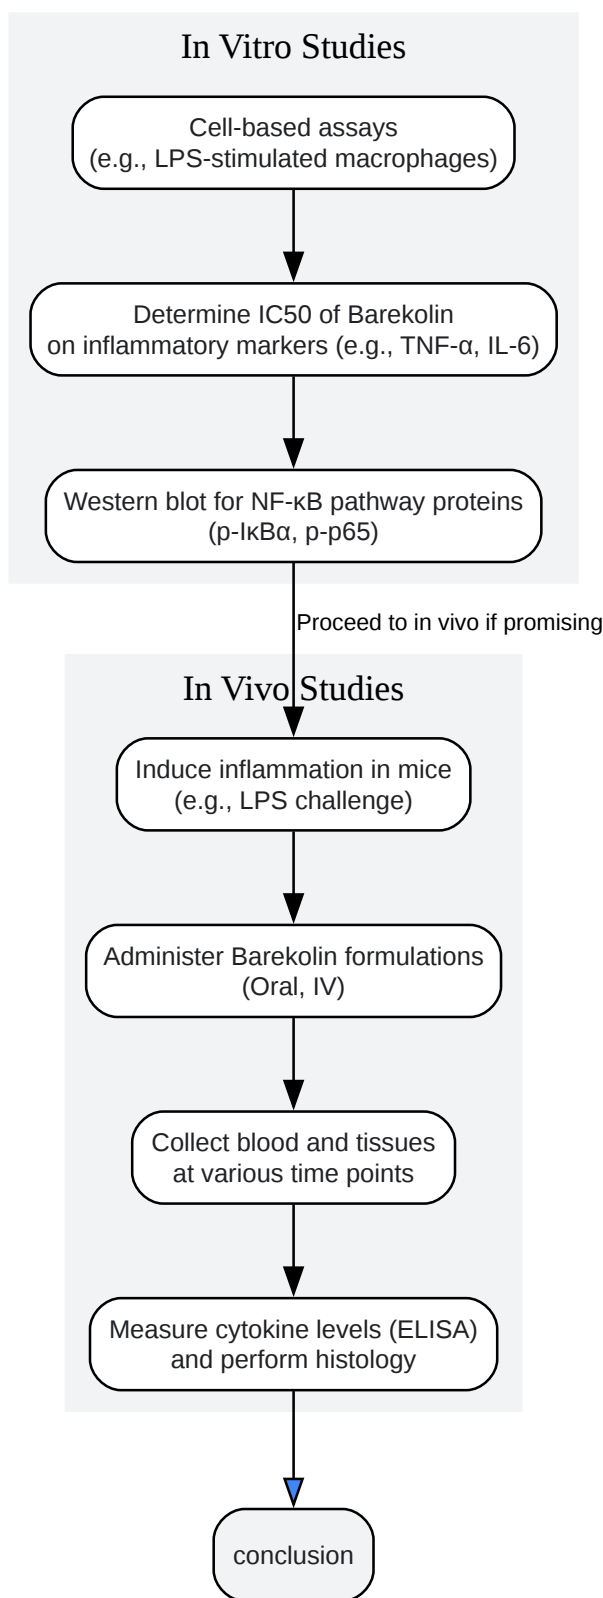 In Vitro Studies
Cell-based assays
(e.g., LPS-stimulated macrophages)
Determine IC50 of Barekolin
on inflammatory markers (e.g., TNF-α, IL-6)
Western blot for NF-κB pathway proteins
(p-IκBα, p-p65)
Proceed to in vivo if promising
In Vivo Studies
Induce inflammation in mice
(e.g., LPS challenge)
Administer Barekolin formulations
(Oral, IV)
Collect blood and tissues
at various time points
Measure cytokine levels (ELISA)
and perform histology
conclusion